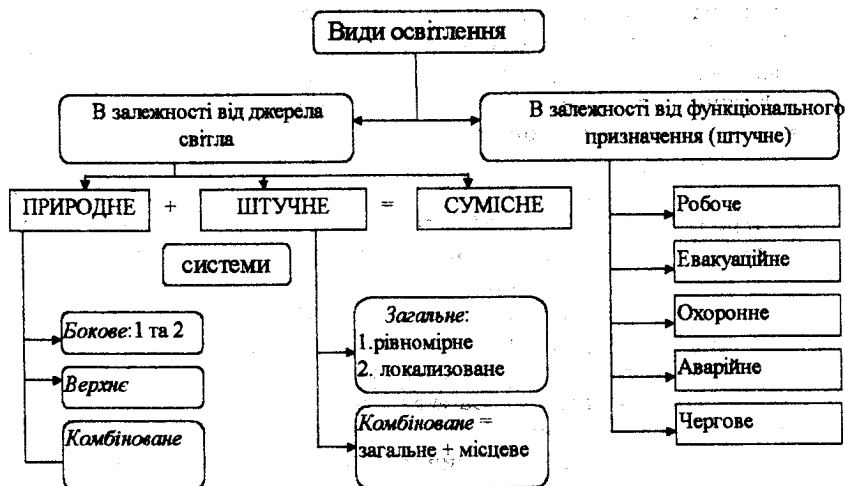 Види освітлення
В залежності від джерела
світла
В залежності від функціонального
призначення (штучне)
ПРИРОДНЕ + ШТУЧНЕ = СУМІСНЕ
системи
Бокове:1 та 2
Верхнє
Комбіноване
Загальне:
1.рівномірне
2. локализоване
Комбіноване =
загальне + місцеве
Робоче
Евакуаційне
Охоронне
Аварійне
Чергове